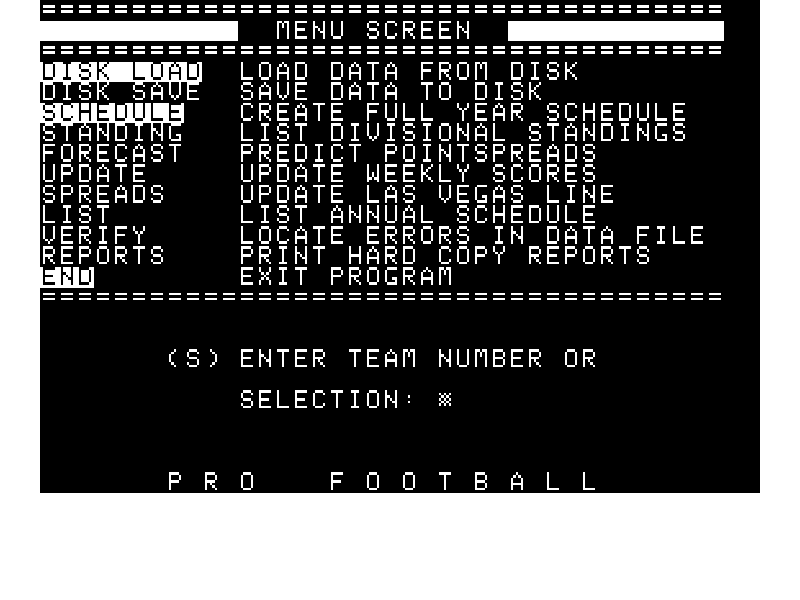 ======================================
MENU SCREEN
======================================
DISK LOAD  LOAD DATA FROM DISK
DISK SAVE  SAVE DATA TO DISK
SCHEDULE   CREATE FULL YEAR SCHEDULE
STANDING   LIST DIVISIONAL STANDINGS
FORECAST   PREDICT POINTSPREADS
UPDATE     UPDATE WEEKLY SCORES
SPREADS    UPDATE LAS VEGAS LINE
LIST       LIST ANNUAL SCHEDULE
VERIFY     LOCATE ERRORS IN DATA FILE
REPORTS    PRINT HARD COPY REPORTS
END        EXIT PROGRAM
======================================
(S) ENTER TEAM NUMBER OR
SELECTION:
P R O   F O O T B A L L